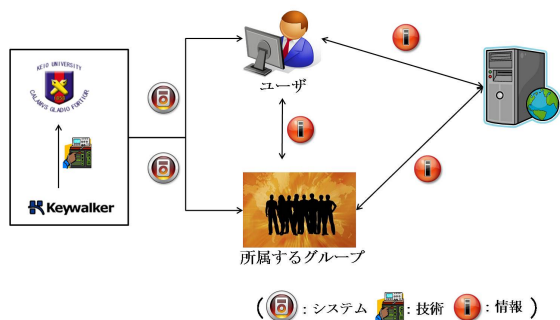 KEIO UNIVERSITY
CALAMVS GLADIO FORTIOR
Keywalker
ユーザ
所属するグループ
( : システム : 技術 : 情報 )